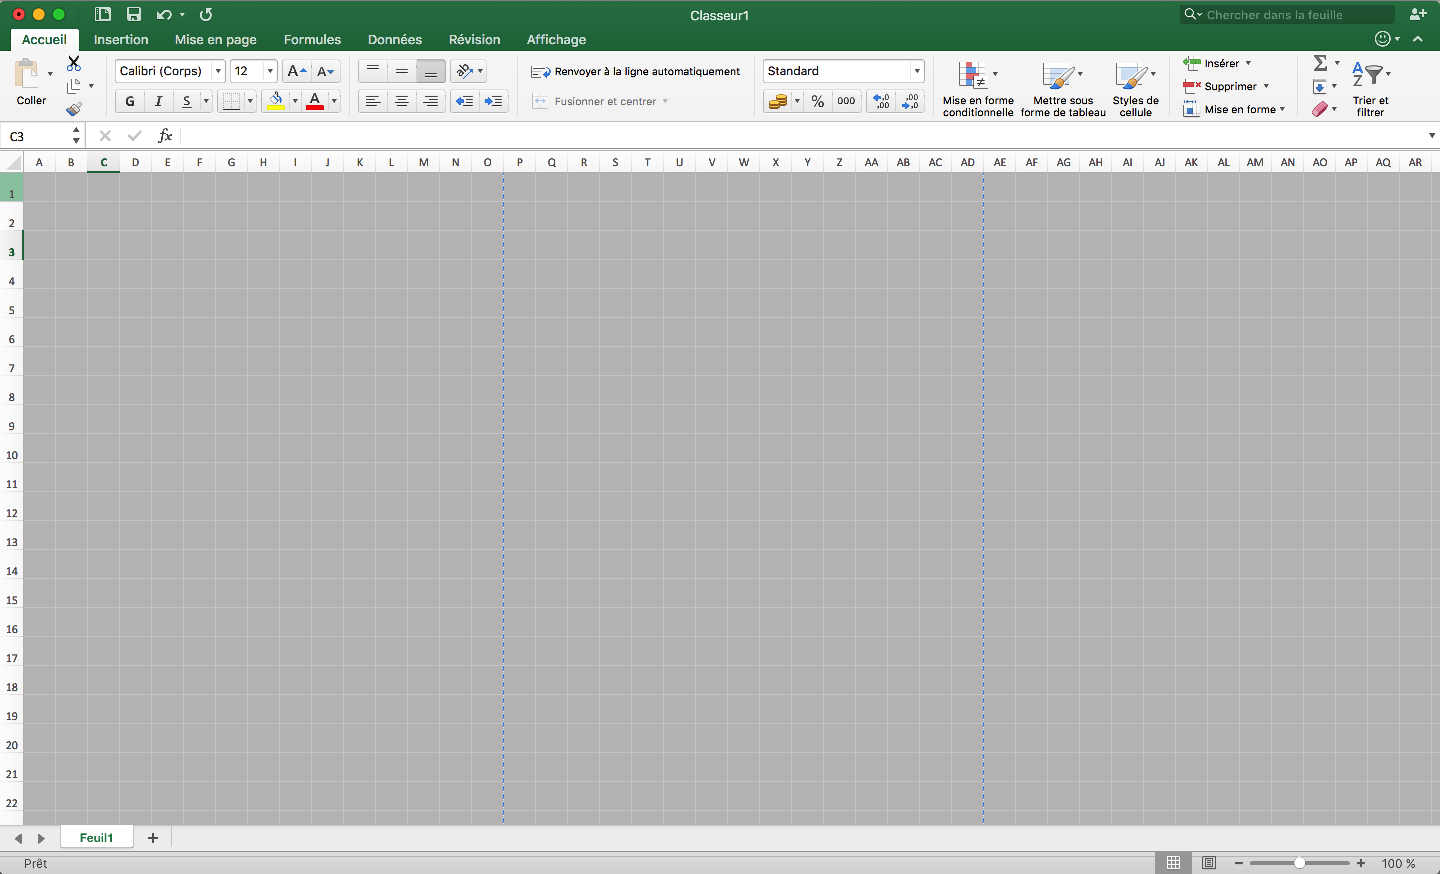 Classeur1
Chercher dans la feuille
Accueil Insertion Mise en page Formules Données Révision Affichage
Coller
Calibri (Corps) 12 A A
G I S A
Renvoyer à la ligne automatiquement
Fusionner et centrer
Standard
% 000 ,0 ,00 ,00 ,0
Mise en forme conditionnelle
Mettre sous forme de tableau
Styles de cellule
Insérer
Supprimer
Mise en forme
Σ
A Z
Trier et filtrer
C3 fx
A B C D E F G H I J K L M N O P Q R S T U V W X Y Z AA AB AC AD AE AF AG AH AI AJ AK AL AM AN AO AP AQ AR
1
2
3
4
5
6
7
8
9
10
11
12
13
14
15
16
17
18
19
20
21
22
Feuil1 +
Prêt
100 %